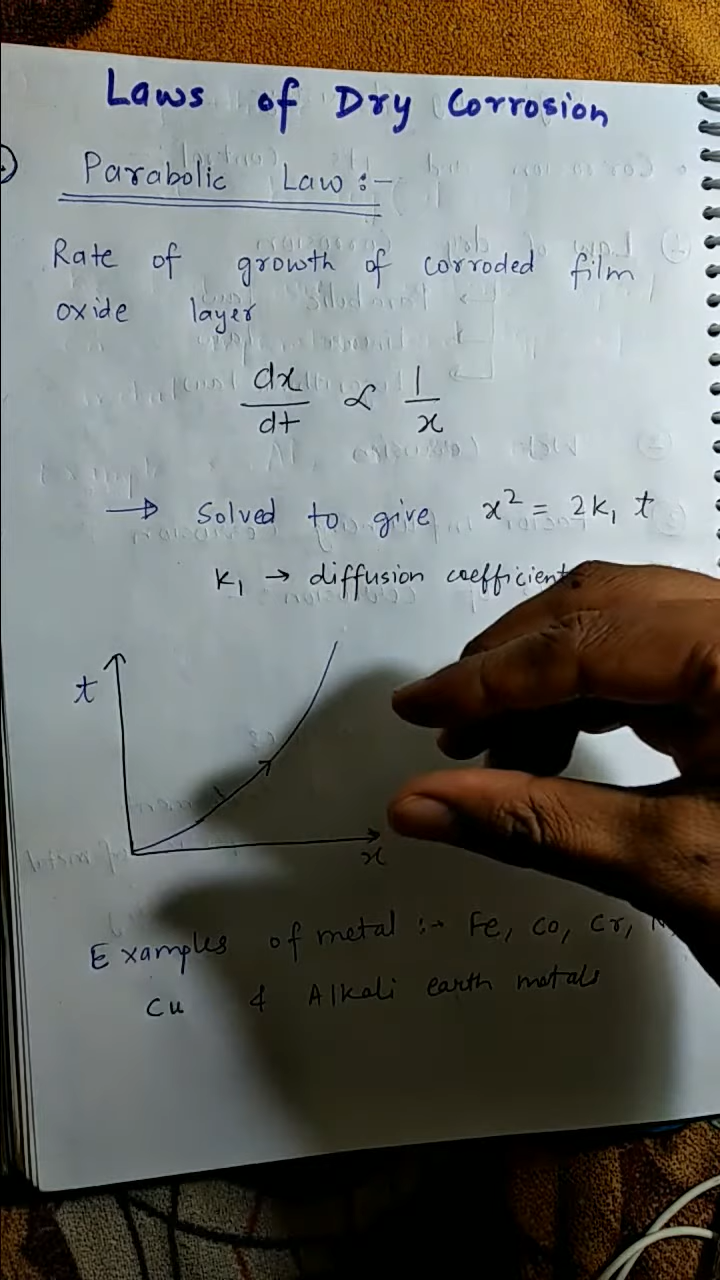 Laws of Dry Corrosion
Parabolic Law :-
Rate of growth of corroded film
oxide layer
dx/dt ∝ 1/x
→ Solved to give x² = 2k₁ t
k₁ → diffusion coefficient
t
x
Examples of metal :- Fe, Co, Cr,
Cu & Alkali earth metals